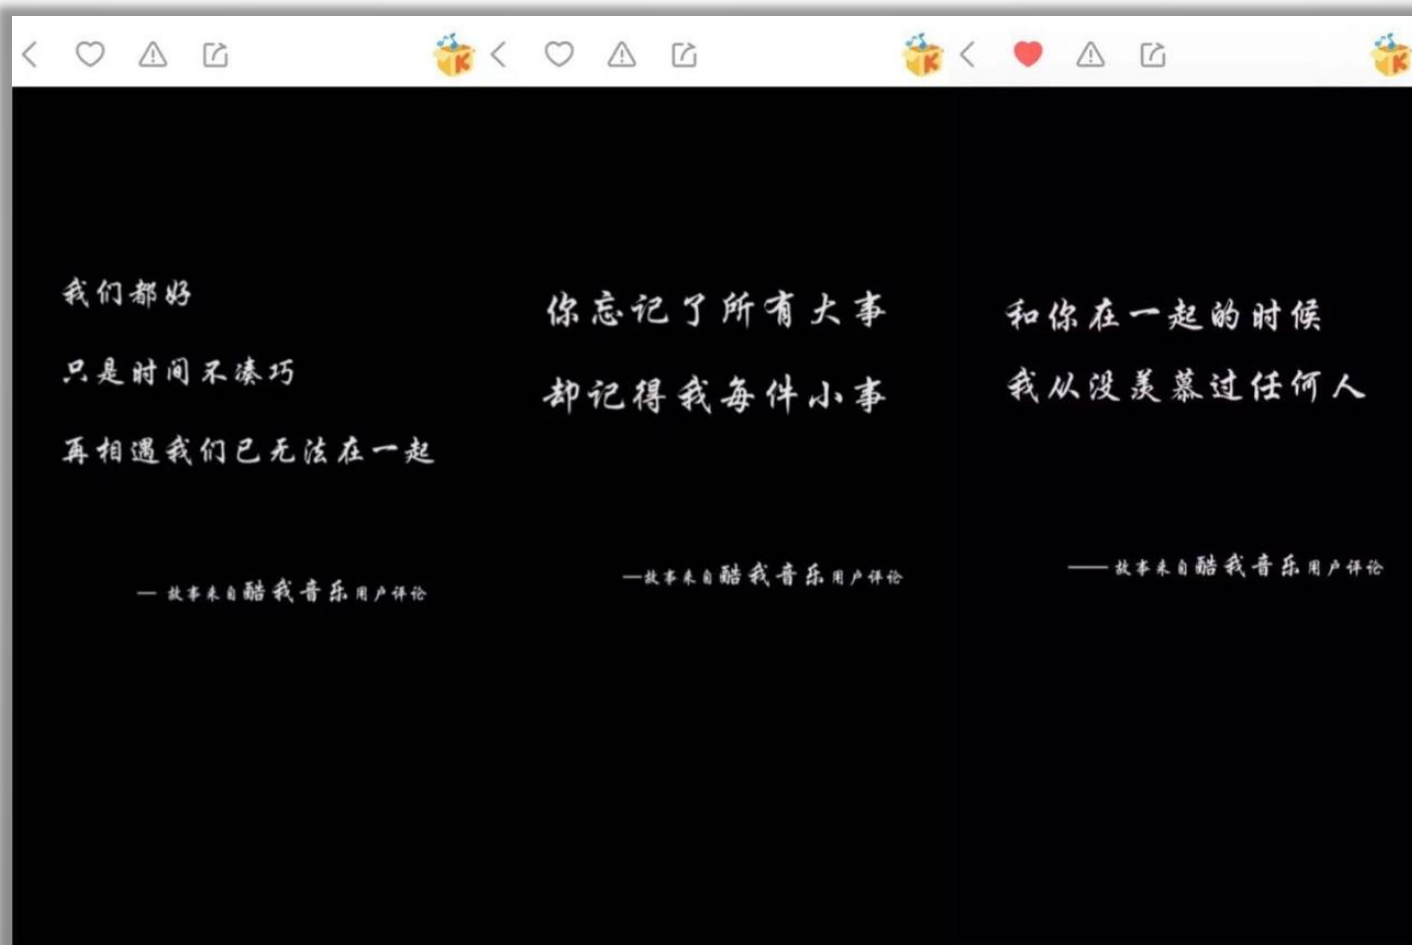 我们都好
只是时间不凑巧
再相遇我们已无法在一起
— 故事来自酷我音乐用户评论
你忘记了所有大事
却记得我每件小事
—故事来自酷我音乐用户评论
和你在一起的时候
我从没羡慕过任何人
——故事来自酷我音乐用户评论